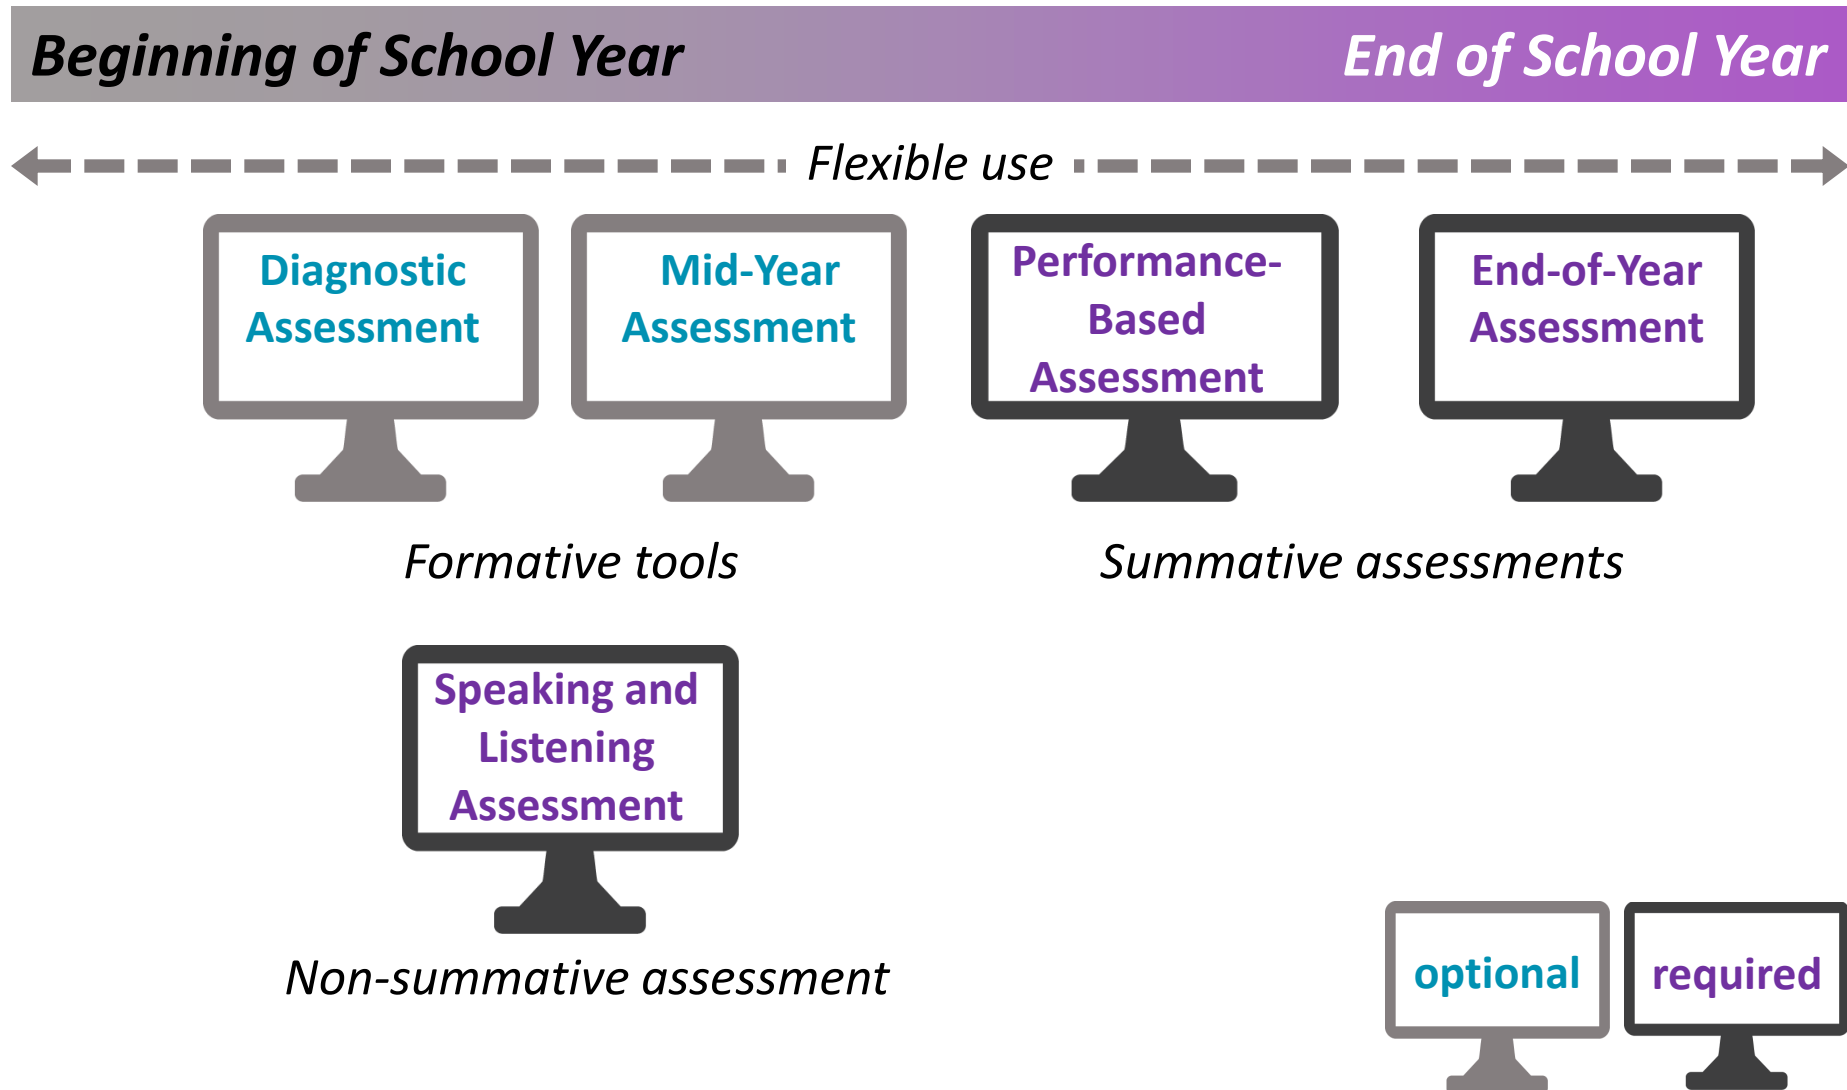 Beginning of School Year
End of School Year
Flexible use
Diagnostic
Assessment
Mid-Year
Assessment
Performance-
Based
Assessment
End-of-Year
Assessment
Formative tools
Summative assessments
Speaking and
Listening
Assessment
Non-summative assessment
optional
required